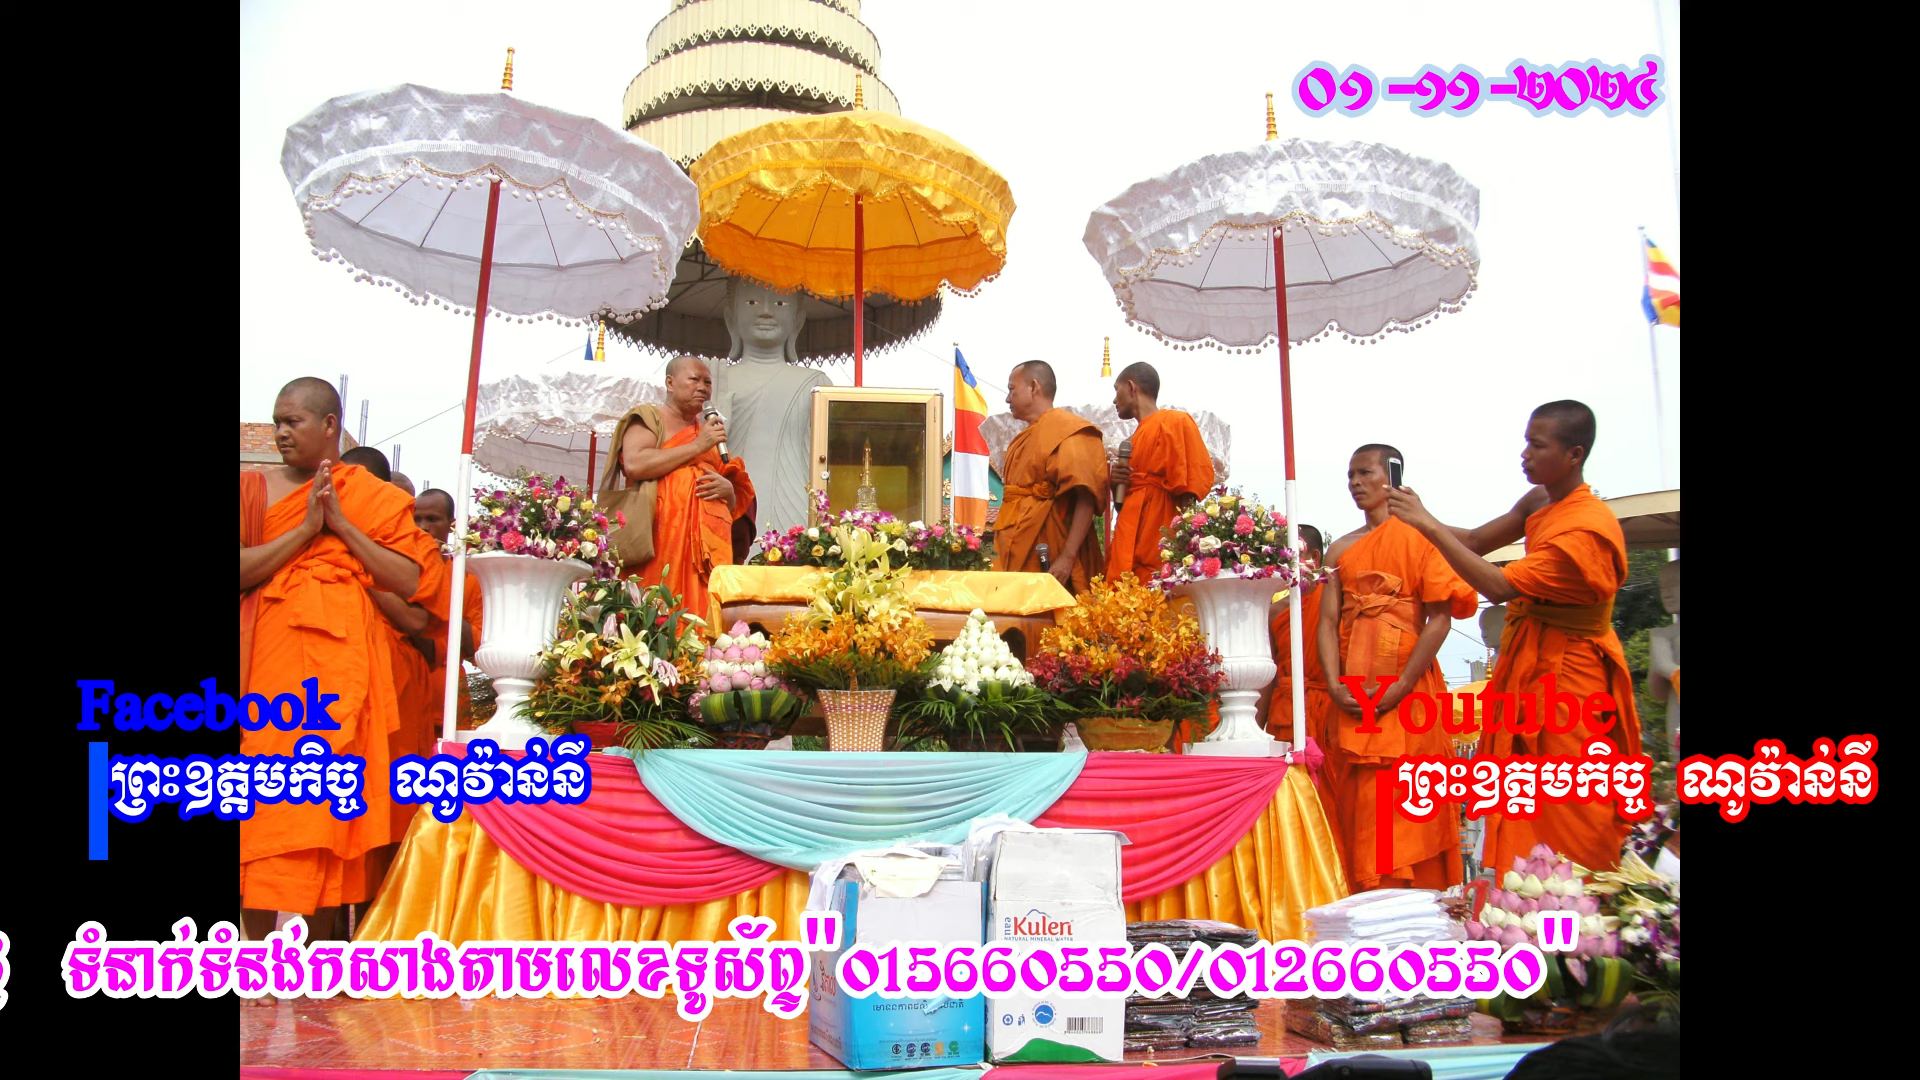 ០១ -១១ -២០២៤
Facebook
ព្រះឧត្តមកិច្ច ណូវ៉ាន់នី
Youtube
ព្រះឧត្តមកិច្ច ណូវ៉ាន់នី
ទំនាក់ទំនង់កសាងតាមលេខទូរស័ព្ទ"015660550/012660550"
Kulen
NATURAL MINERAL WATER